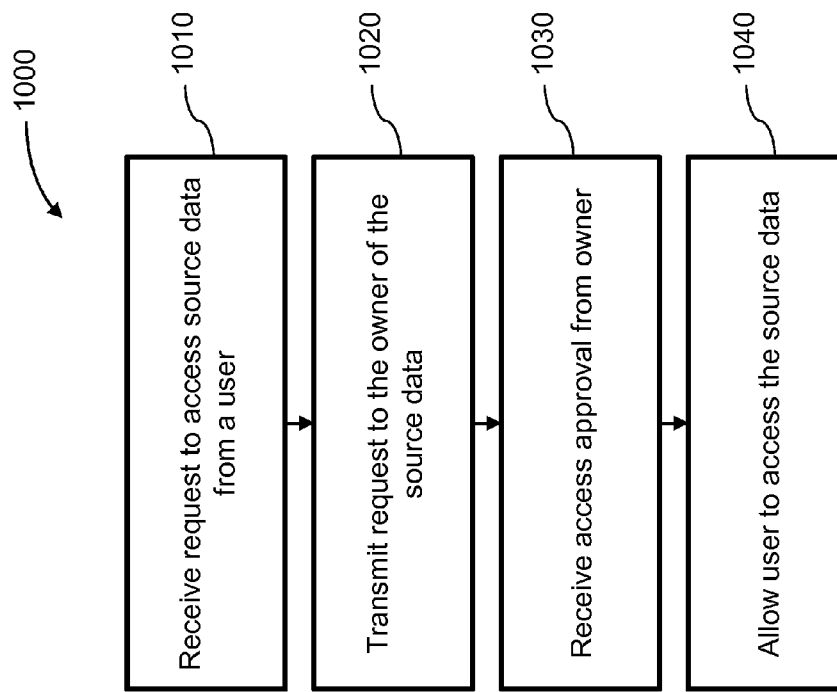 1000
Receive request to access source data
from a user
1010
Transmit request to the owner of the
source data
1020
Receive access approval from owner
1030
Allow user to access the source data
1040